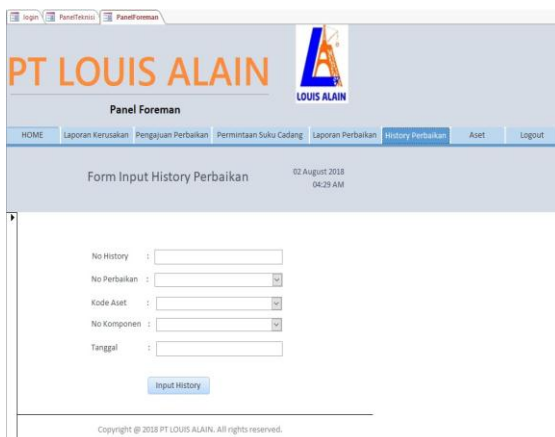 login PanelTeknisi PanelForeman
PT LOUIS ALAIN
LOUIS ALAIN
Panel Foreman
HOME Laporan Kerusakan Pengajuan Perbaikan Permintaan Suku Cadang Laporan Perbaikan History Perbaikan Aset Logout
Form Input History Perbaikan
02 August 2018
04:29 AM
No History :
No Perbaikan :
Kode Aset :
No Komponen :
Tanggal :
Input History
Copyright @ 2018 PT LOUIS ALAIN. All rights reserved.